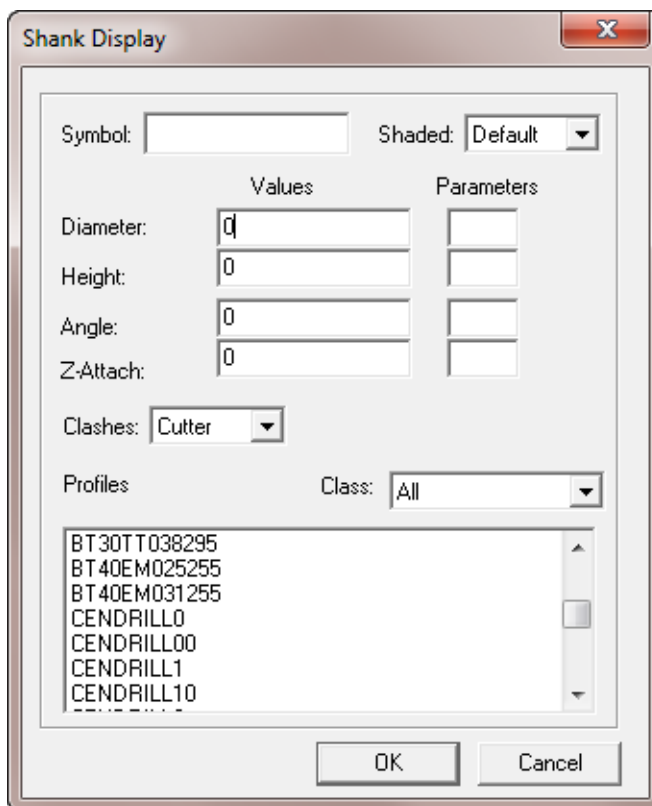 Shank Display
Symbol: Shaded: Default
Values Parameters
Diameter: 0
Height: 0
Angle: 0
Z-Attach: 0
Clashes: Cutter
Profiles Class: All
BT30TT038295
BT40EM025255
BT40EM031255
CENDRILL0
CENDRILL00
CENDRILL1
CENDRILL10
OK Cancel